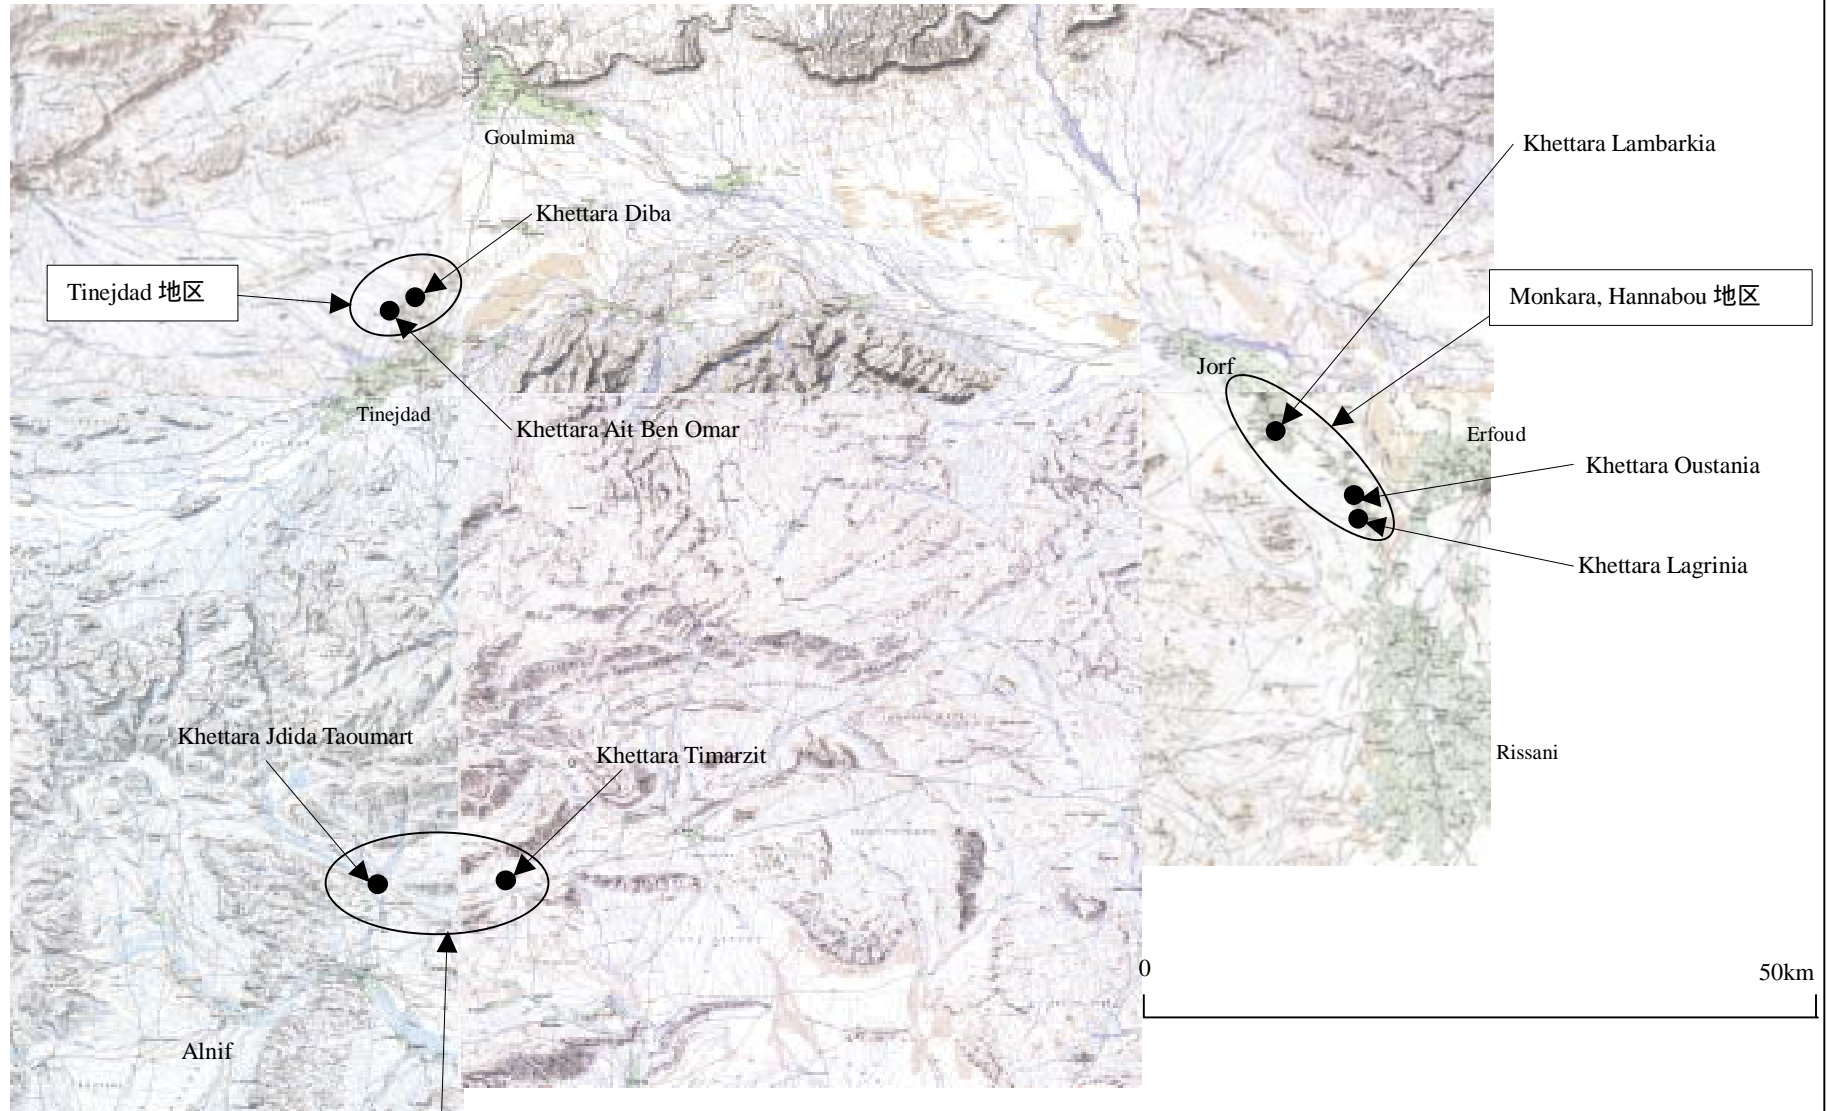 Goulmima
Khettara Lambarkia
Khettara Diba
Tinejdad 地区
Monkara, Hannabou 地区
Jorf
Tinejdad
Khettara Ait Ben Omar
Erfoud
Khettara Oustania
Khettara Lagrinia
Khettara Jdida Taoumart
Khettara Timarzit
Rissani
0
50km
Alnif